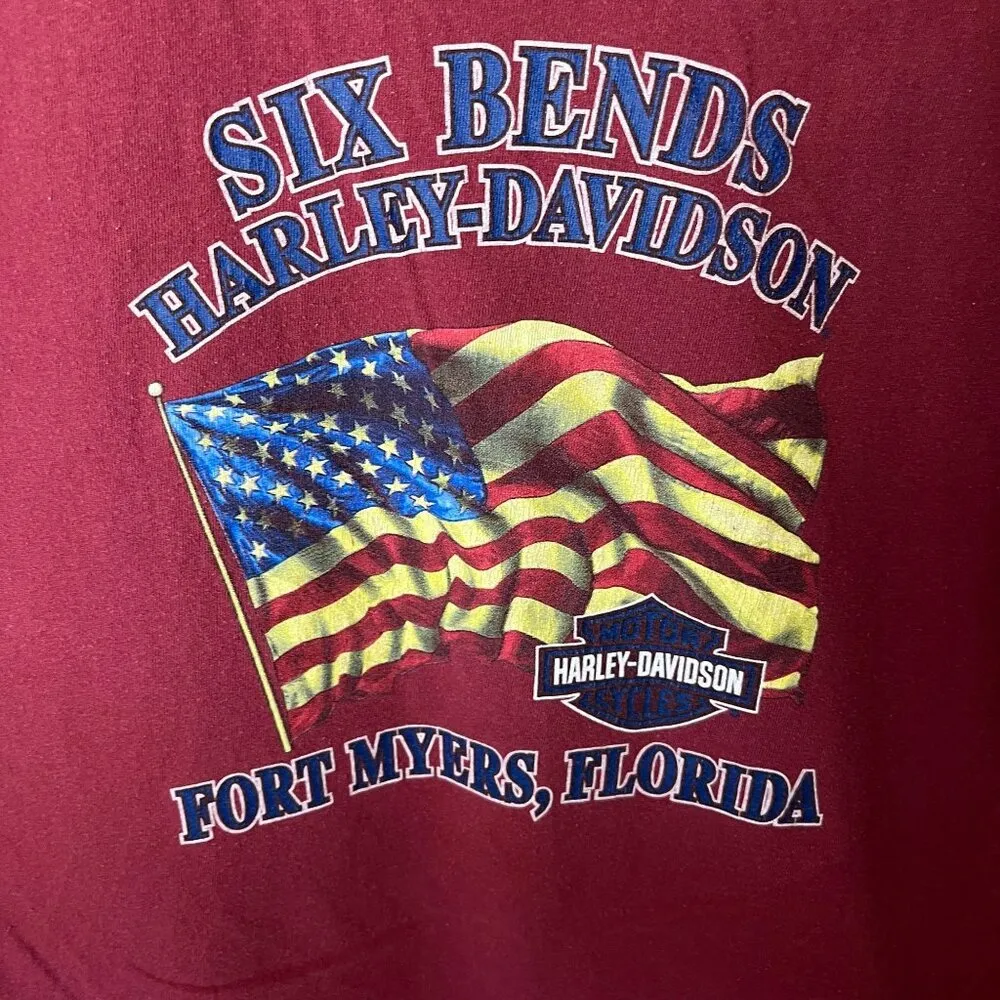 SIX BENDS
HARLEY-DAVIDSON
MOTOR
HARLEY-DAVIDSON
CYCLES
FORT MYERS, FLORIDA